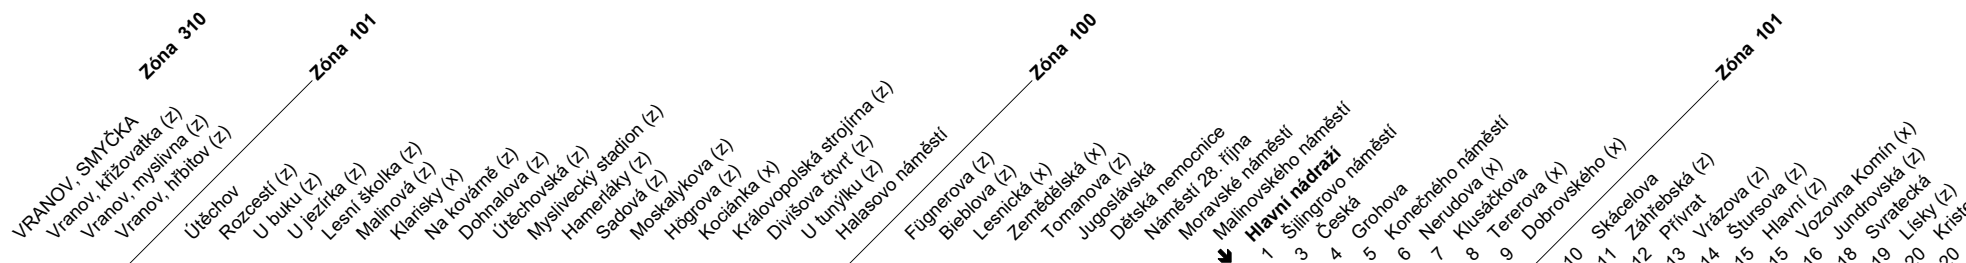 Zóna 310
VRANOV, SMYČKA
Vranov, křižovatka (z)
Vranov, myslivna (z)
Vranov, hřbitov (z)
Zóna 101
Útěchov
Rozcestí (z)
U buku (z)
U jezírka (z)
Lesní školka (z)
Malinová (z)
Klarisky (x)
Na kovárně (z)
Dohnalova (z)
Útěchovská (z)
Myslivecký stadion (z)
Hamerláky (z)
Sadová (z)
Moskalykova (z)
Högrova (z)
Kociánka (x)
Královopolská strojírna (z)
Divišova čtvrť (z)
U tunýlku (z)
Halasovo náměstí
Zóna 100
Fügnerova (z)
Bieblova (z)
Lesnická (x)
Zemědělská (x)
Tomanova (z)
Jugoslávská
Dětská nemocnice
Náměstí 28. října
Moravské náměstí
Malinovského náměstí
Hlavní nádraží
1 Šilingrovo náměstí
3 Česká
4 Grohova
5 Konečného náměstí
6 Nerudova (x)
7 Klusáčkova
8 Tererova (x)
9 Dobrovského (x)
Zóna 101
10 Skácelova
11 Záhřebská (z)
12 Přívrat
13 Vrázova (z)
14 Štursova (z)
15 Hlavní (z)
15 Vozovna Komín (x)
16 Jundrovská (z)
18 Svratecká
19 Lísky (z)
20 Kriste
20